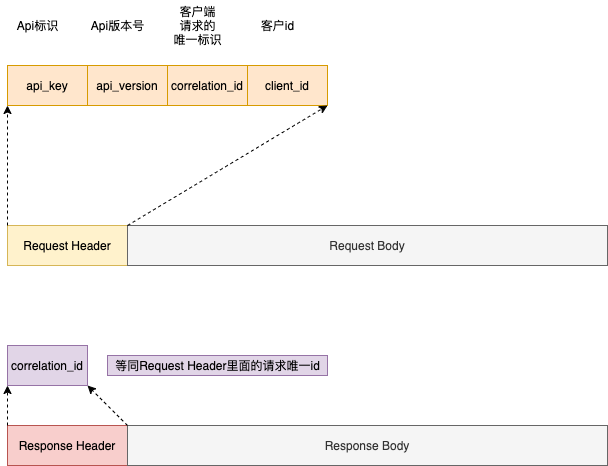 Api标识
Api版本号
客户端
请求的
唯一标识
客户id
api_key
api_version
correlation_id
client_id
Request Header
Request Body
correlation_id
等同Request Header里面的请求唯一id
Response Header
Response Body